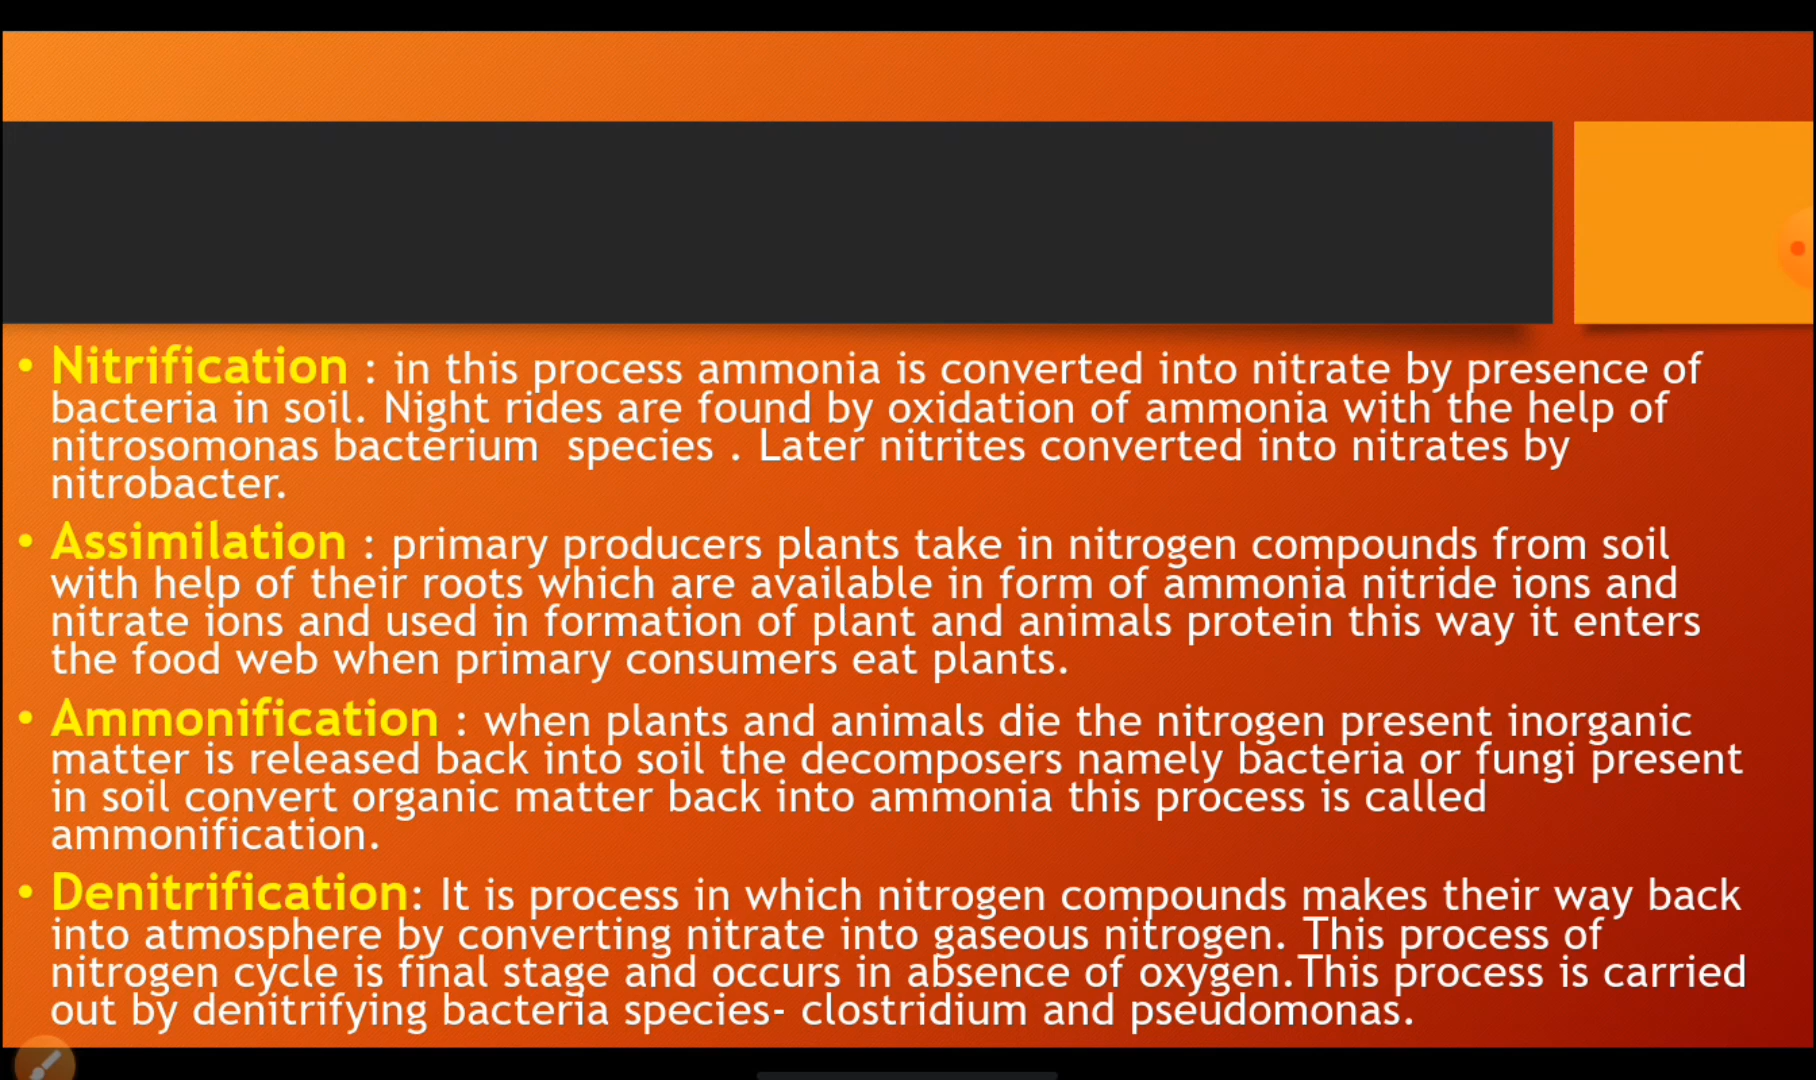 • Nitrification : in this process ammonia is converted into nitrate by presence of
bacteria in soil. Night rides are found by oxidation of ammonia with the help of
nitrosomonas bacterium  species . Later nitrites converted into nitrates by
nitrobacter.
• Assimilation : primary producers plants take in nitrogen compounds from soil
with help of their roots which are available in form of ammonia nitride ions and
nitrate ions and used in formation of plant and animals protein this way it enters
the food web when primary consumers eat plants.
• Ammonification : when plants and animals die the nitrogen present inorganic
matter is released back into soil the decomposers namely bacteria or fungi present
in soil convert organic matter back into ammonia this process is called
ammonification.
• Denitrification: It is process in which nitrogen compounds makes their way back
into atmosphere by converting nitrate into gaseous nitrogen. This process of
nitrogen cycle is final stage and occurs in absence of oxygen.This process is carried
out by denitrifying bacteria species- clostridium and pseudomonas.